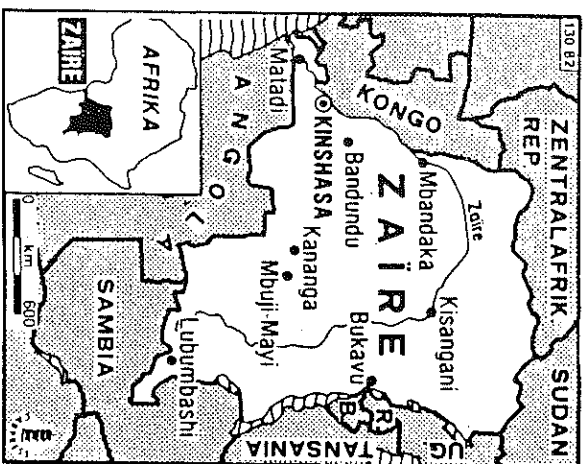 130 82
ZENTRALAFRIK
REP.
SUDAN
KONGO
UG.
Zaïre
Mbandaka
Kisangani
ZAÏRE
R.
B.
Bukavu
Bandundu
KINSHASA
Matadi
Kananga
Mbuji-Mayi
TANSANIA
ANGOLA
Lubumbashi
SAMBIA
AFRIKA
ZAÏRE
0 km 600